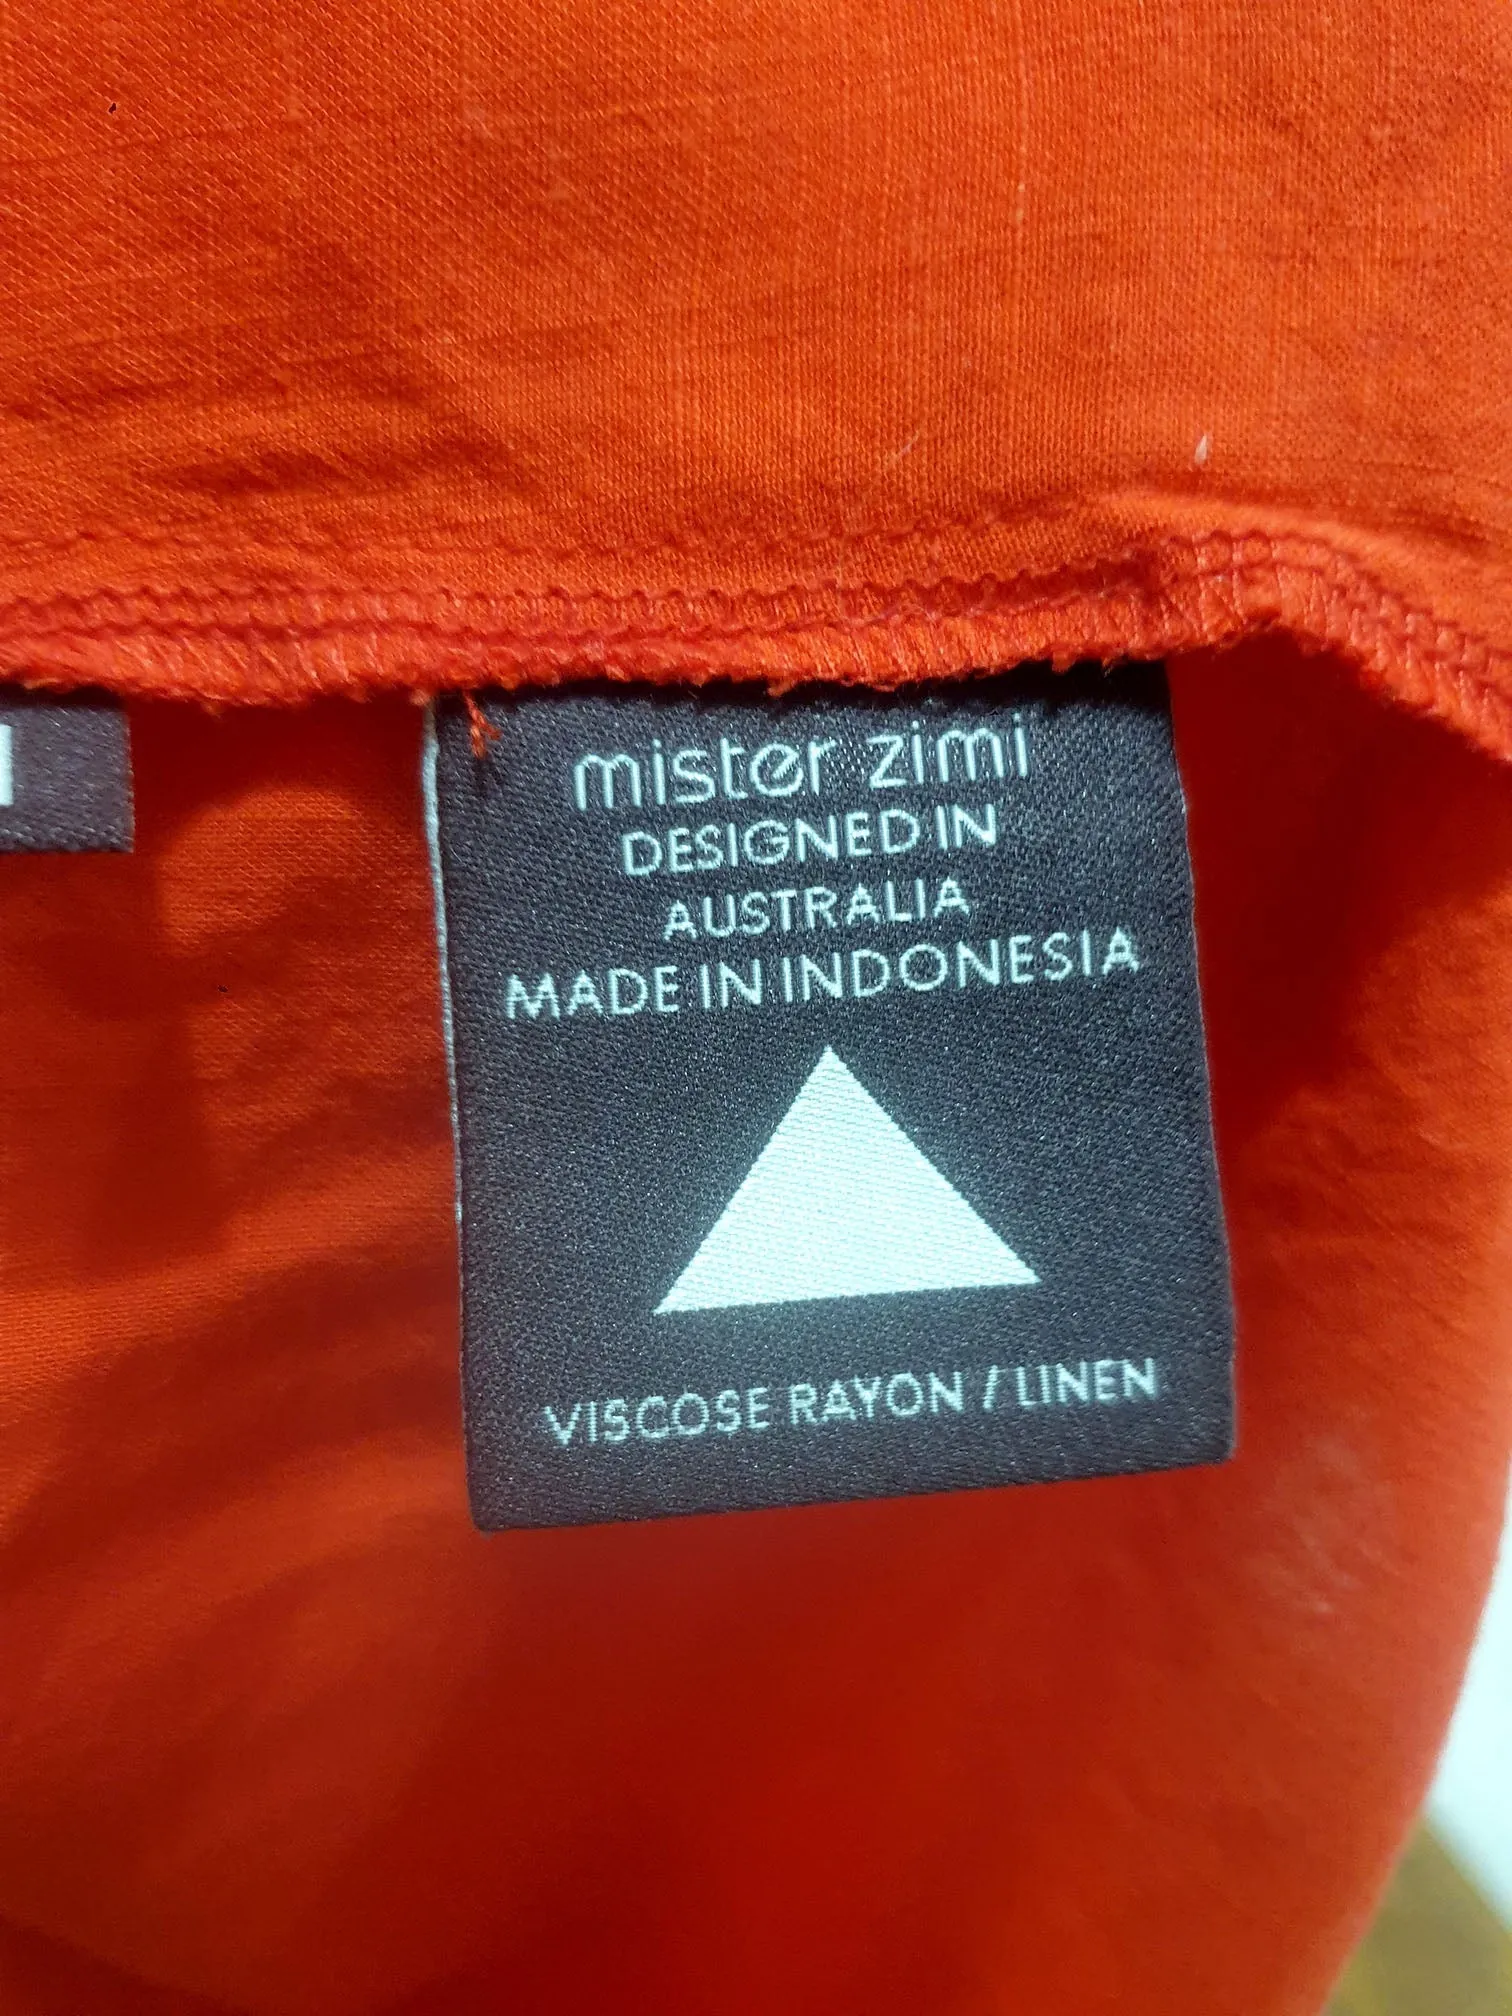 mister zimi
DESIGNED IN
AUSTRALIA
MADE IN INDONESIA
VISCOSE RAYON / LINEN